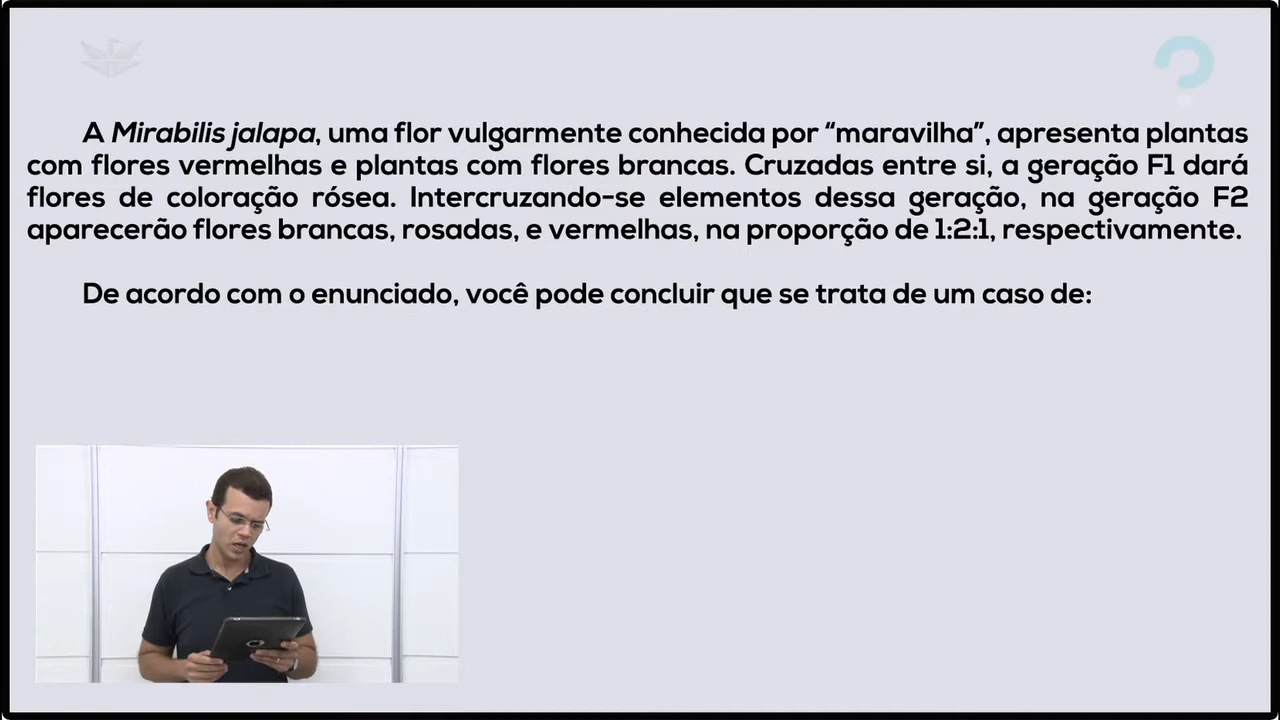 A Mirabilis jalapa, uma flor vulgarmente conhecida por “maravilha”, apresenta plantas
com flores vermelhas e plantas com flores brancas. Cruzadas entre si, a geração F1 dará
flores de coloração rósea. Intercruzando-se elementos dessa geração, na geração F2
aparecerão flores brancas, rosadas, e vermelhas, na proporção de 1:2:1, respectivamente.
De acordo com o enunciado, você pode concluir que se trata de um caso de: